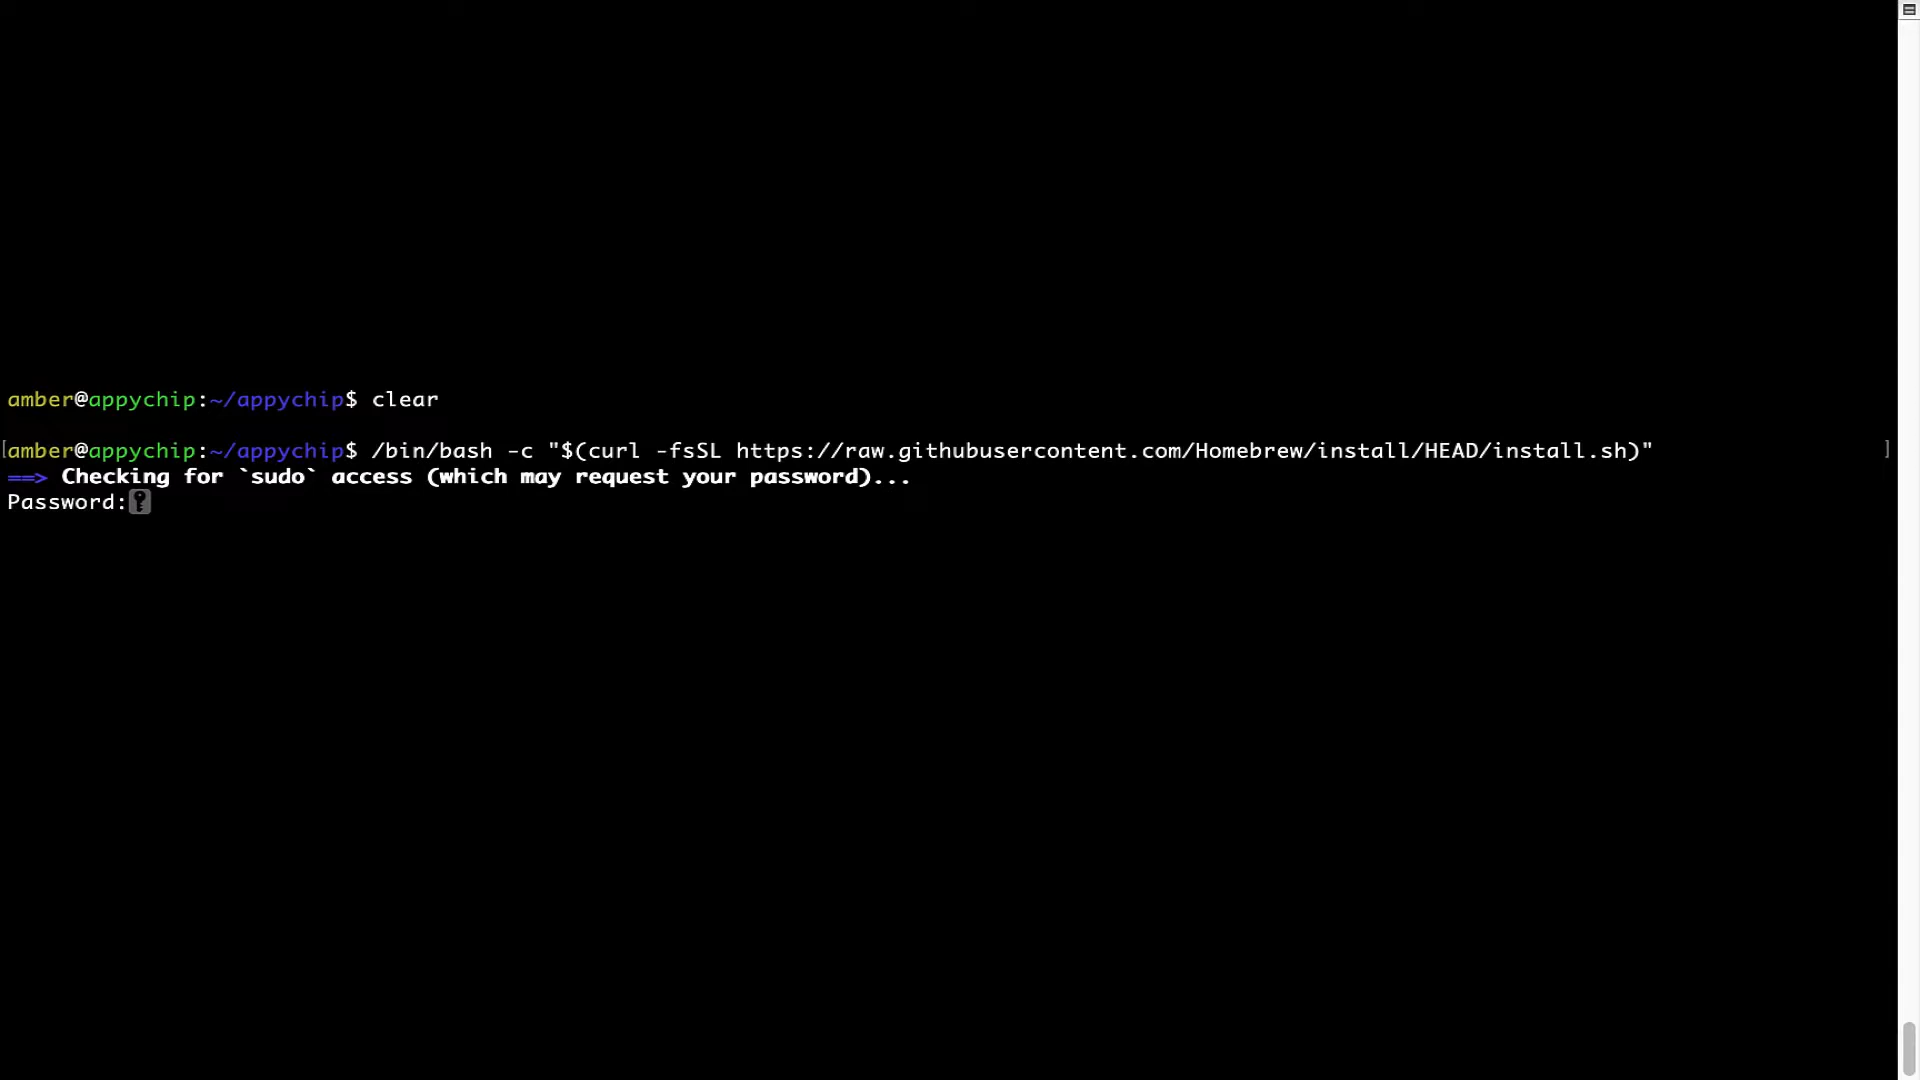 amber@appychip:~/appychip$ clear
[amber@appychip:~/appychip$ /bin/bash -c "$(curl -fsSL https://raw.githubusercontent.com/Homebrew/install/HEAD/install.sh)" ]
==> Checking for `sudo` access (which may request your password)...
Password: